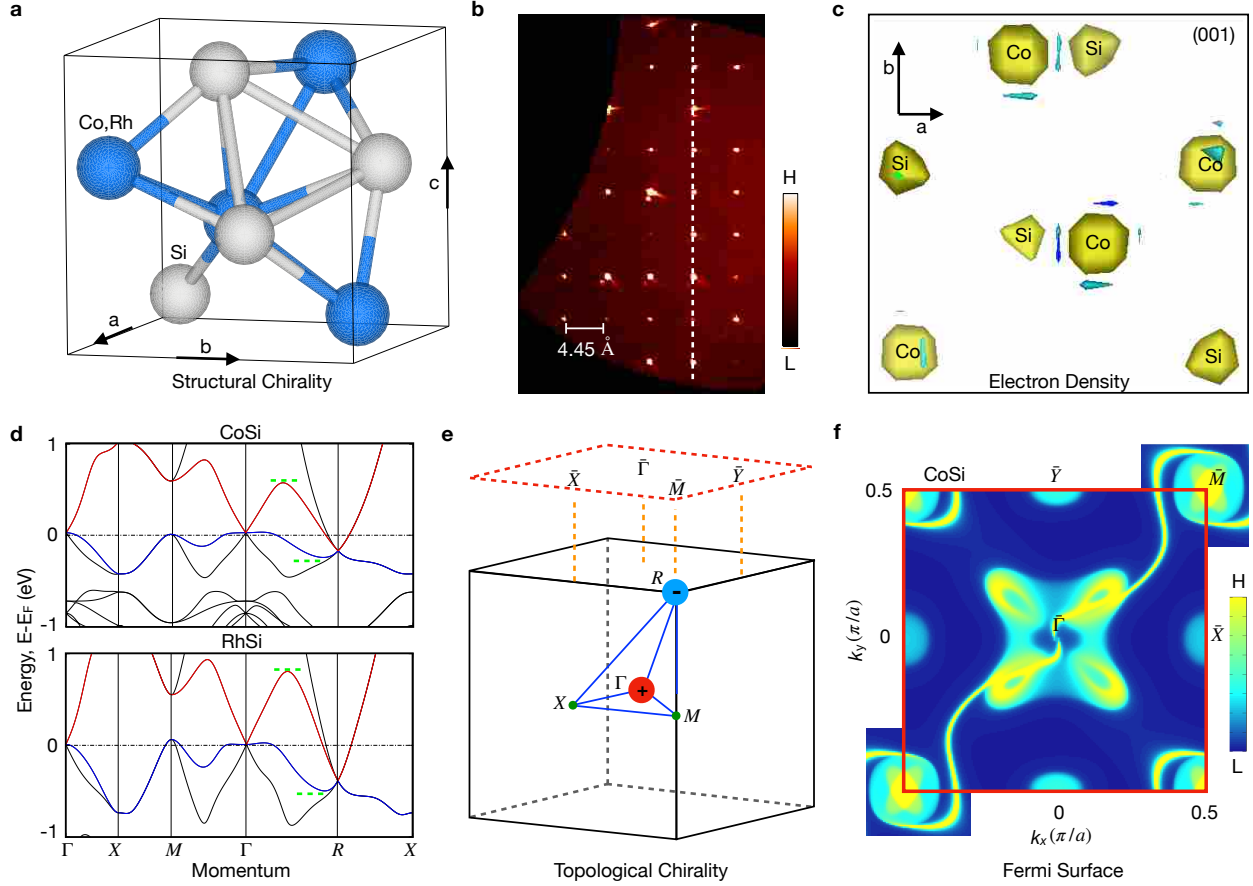 a
Co,Rh
Si
a
b
c
Structural Chirality
b
4.45 Å
H
L
c
(001)
b
a
Co
Si
Si
Co
Si
Co
Co
Si
Electron Density
d
CoSi
1
0
-1
RhSi
1
0
-1
Energy, E-EF (eV)
Γ X M Γ R X
Momentum
e
X̄
Γ̄
M̄
Ȳ
R
-
Γ
+
X
M
Topological Chirality
f
CoSi
Ȳ
M̄
0.5
Γ̄
X̄
0
ky(π/a)
H
L
0
0.5
kx(π/a)
Fermi Surface